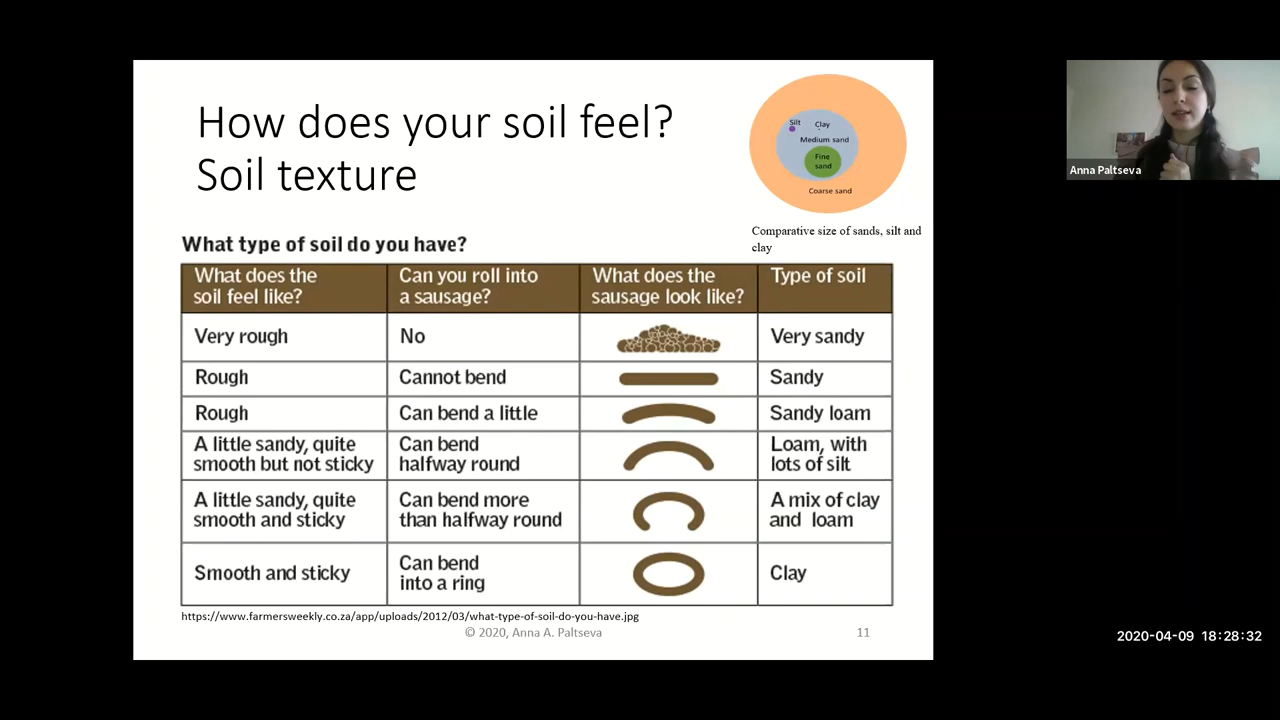 How does your soil feel?
Soil texture
Silt
Clay
Medium sand
Fine
sand
Coarse sand
Comparative size of sands, silt and
clay
Anna Paltseva
What type of soil do you have?
What does the
soil feel like?
Can you roll into
a sausage?
What does the
sausage look like?
Type of soil
Very rough
No
Very sandy
Rough
Cannot bend
Sandy
Rough
Can bend a little
Sandy loam
A little sandy, quite
smooth but not sticky
Can bend
halfway round
Loam, with
lots of silt
A little sandy, quite
smooth and sticky
Can bend more
than halfway round
A mix of clay
and loam
Smooth and sticky
Can bend
into a ring
Clay
https://www.farmersweekly.co.za/app/uploads/2012/03/what-type-of-soil-do-you-have.jpg
© 2020, Anna A. Paltseva
11
2020-04-09 18:28:32